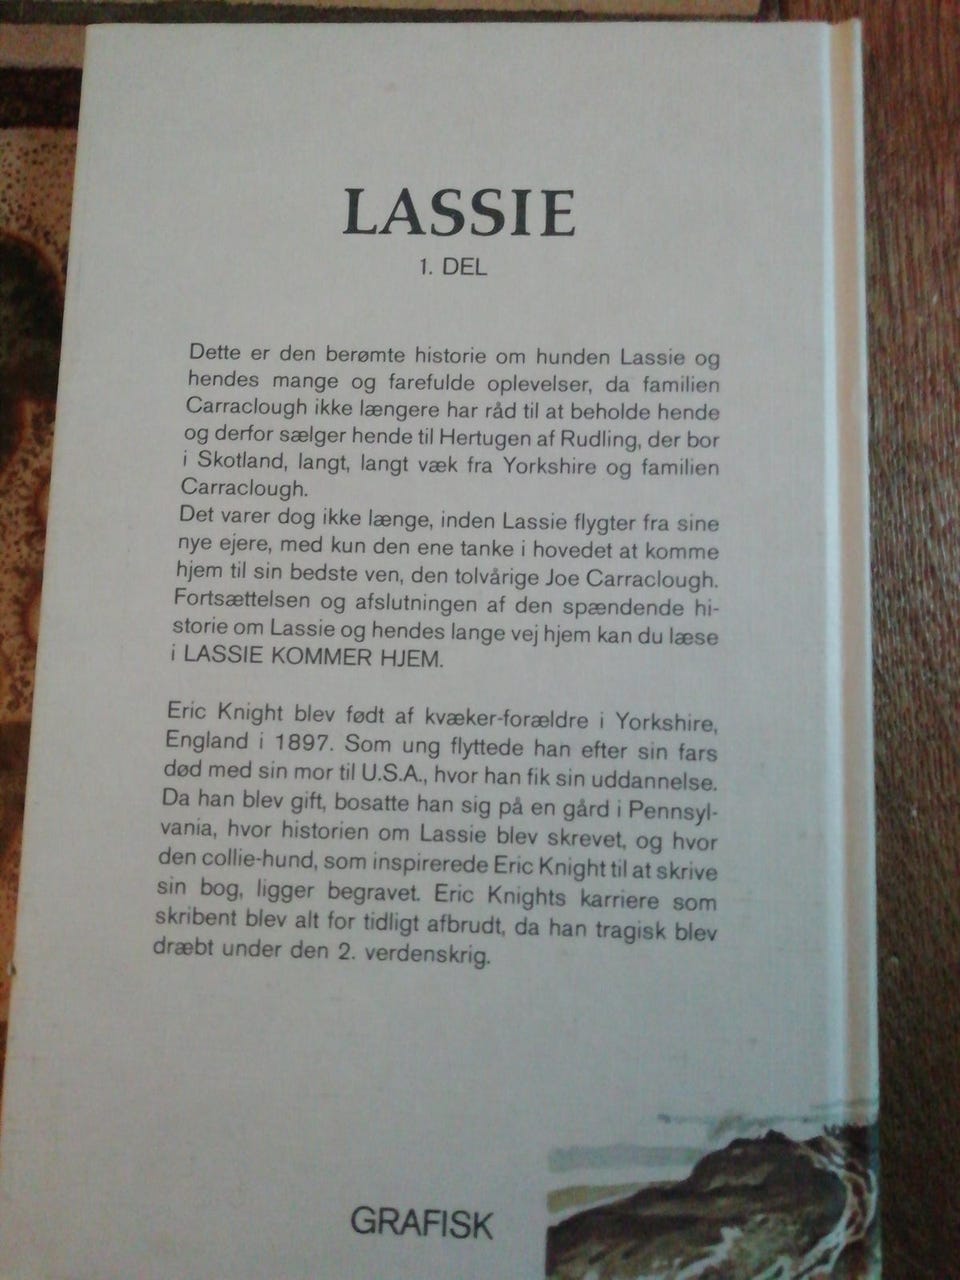 LASSIE
1. DEL
Dette er den berømte historie om hunden Lassie og
hendes mange og farefulde oplevelser, da familien
Carraclough ikke længere har råd til at beholde hende
og derfor sælger hende til Hertugen af Rudling, der bor
i Skotland, langt, langt væk fra Yorkshire og familien
Carraclough.
Det varer dog ikke længe, inden Lassie flygter fra sine
nye ejere, med kun den ene tanke i hovedet at komme
hjem til sin bedste ven, den tolvårige Joe Carraclough.
Fortsættelsen og afslutningen af den spændende hi-
storie om Lassie og hendes lange vej hjem kan du læse
i LASSIE KOMMER HJEM.
Eric Knight blev født af kvæker-forældre i Yorkshire,
England i 1897. Som ung flyttede han efter sin fars
død med sin mor til U.S.A., hvor han fik sin uddannelse.
Da han blev gift, bosatte han sig på en gård i Pennsyl-
vania, hvor historien om Lassie blev skrevet, og hvor
den collie-hund, som inspirerede Eric Knight til at skrive
sin bog, ligger begravet. Eric Knights karriere som
skribent blev alt for tidligt afbrudt, da han tragisk blev
dræbt under den 2. verdenskrig.
GRAFISK